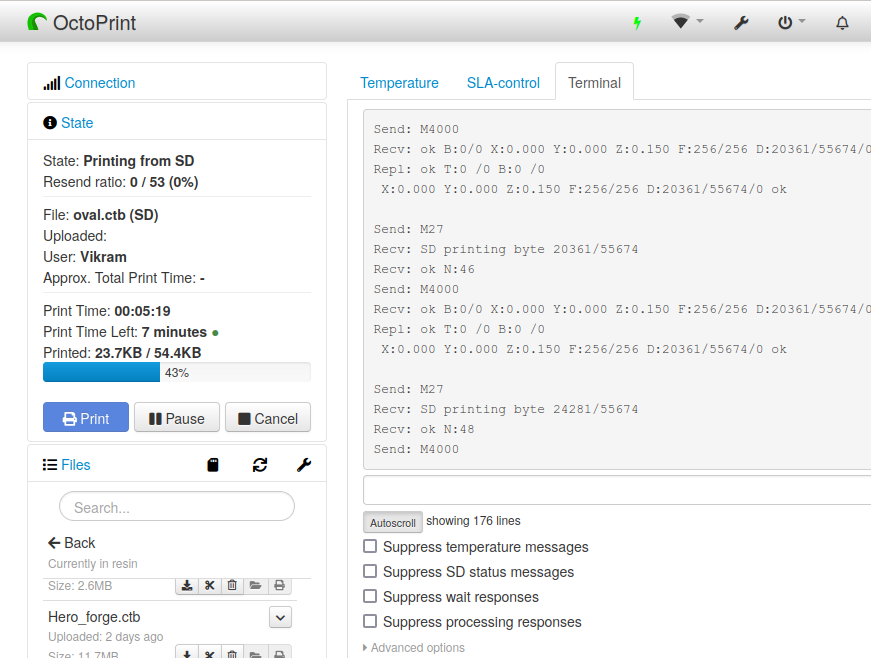 OctoPrint
Connection
State
State: Printing from SD
Resend ratio: 0 / 53 (0%)
File: oval.ctb (SD)
Uploaded:
User: Vikram
Approx. Total Print Time: -
Print Time: 00:05:19
Print Time Left: 7 minutes
Printed: 23.7KB / 54.4KB
43%
Print Pause Cancel
Files
Search...
Back
Currently in resin
Size: 2.6MB
Hero_forge.ctb
Uploaded: 2 days ago
Size: 11.7MB
Temperature SLA-control Terminal
Send: M4000
Recv: ok B:0/0 X:0.000 Y:0.000 Z:0.150 F:256/256 D:20361/55674/0
Repl: ok T:0 /0 B:0 /0
X:0.000 Y:0.000 Z:0.150 F:256/256 D:20361/55674/0 ok
Send: M27
Recv: SD printing byte 20361/55674
Recv: ok N:46
Send: M4000
Recv: ok B:0/0 X:0.000 Y:0.000 Z:0.150 F:256/256 D:20361/55674/0
Repl: ok T:0 /0 B:0 /0
X:0.000 Y:0.000 Z:0.150 F:256/256 D:20361/55674/0 ok
Send: M27
Recv: SD printing byte 24281/55674
Recv: ok N:48
Send: M4000
Autoscroll showing 176 lines
Suppress temperature messages
Suppress SD status messages
Suppress wait responses
Suppress processing responses
Advanced options